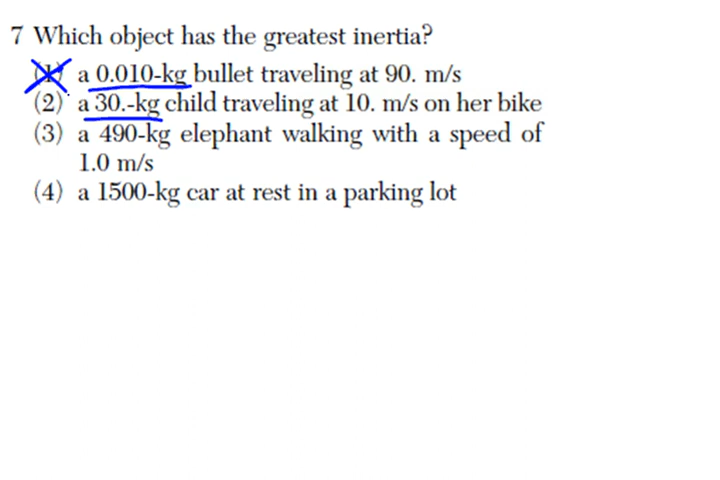 7 Which object has the greatest inertia?
(1) a 0.010-kg bullet traveling at 90. m/s
(2) a 30.-kg child traveling at 10. m/s on her bike
(3) a 490-kg elephant walking with a speed of
1.0 m/s
(4) a 1500-kg car at rest in a parking lot